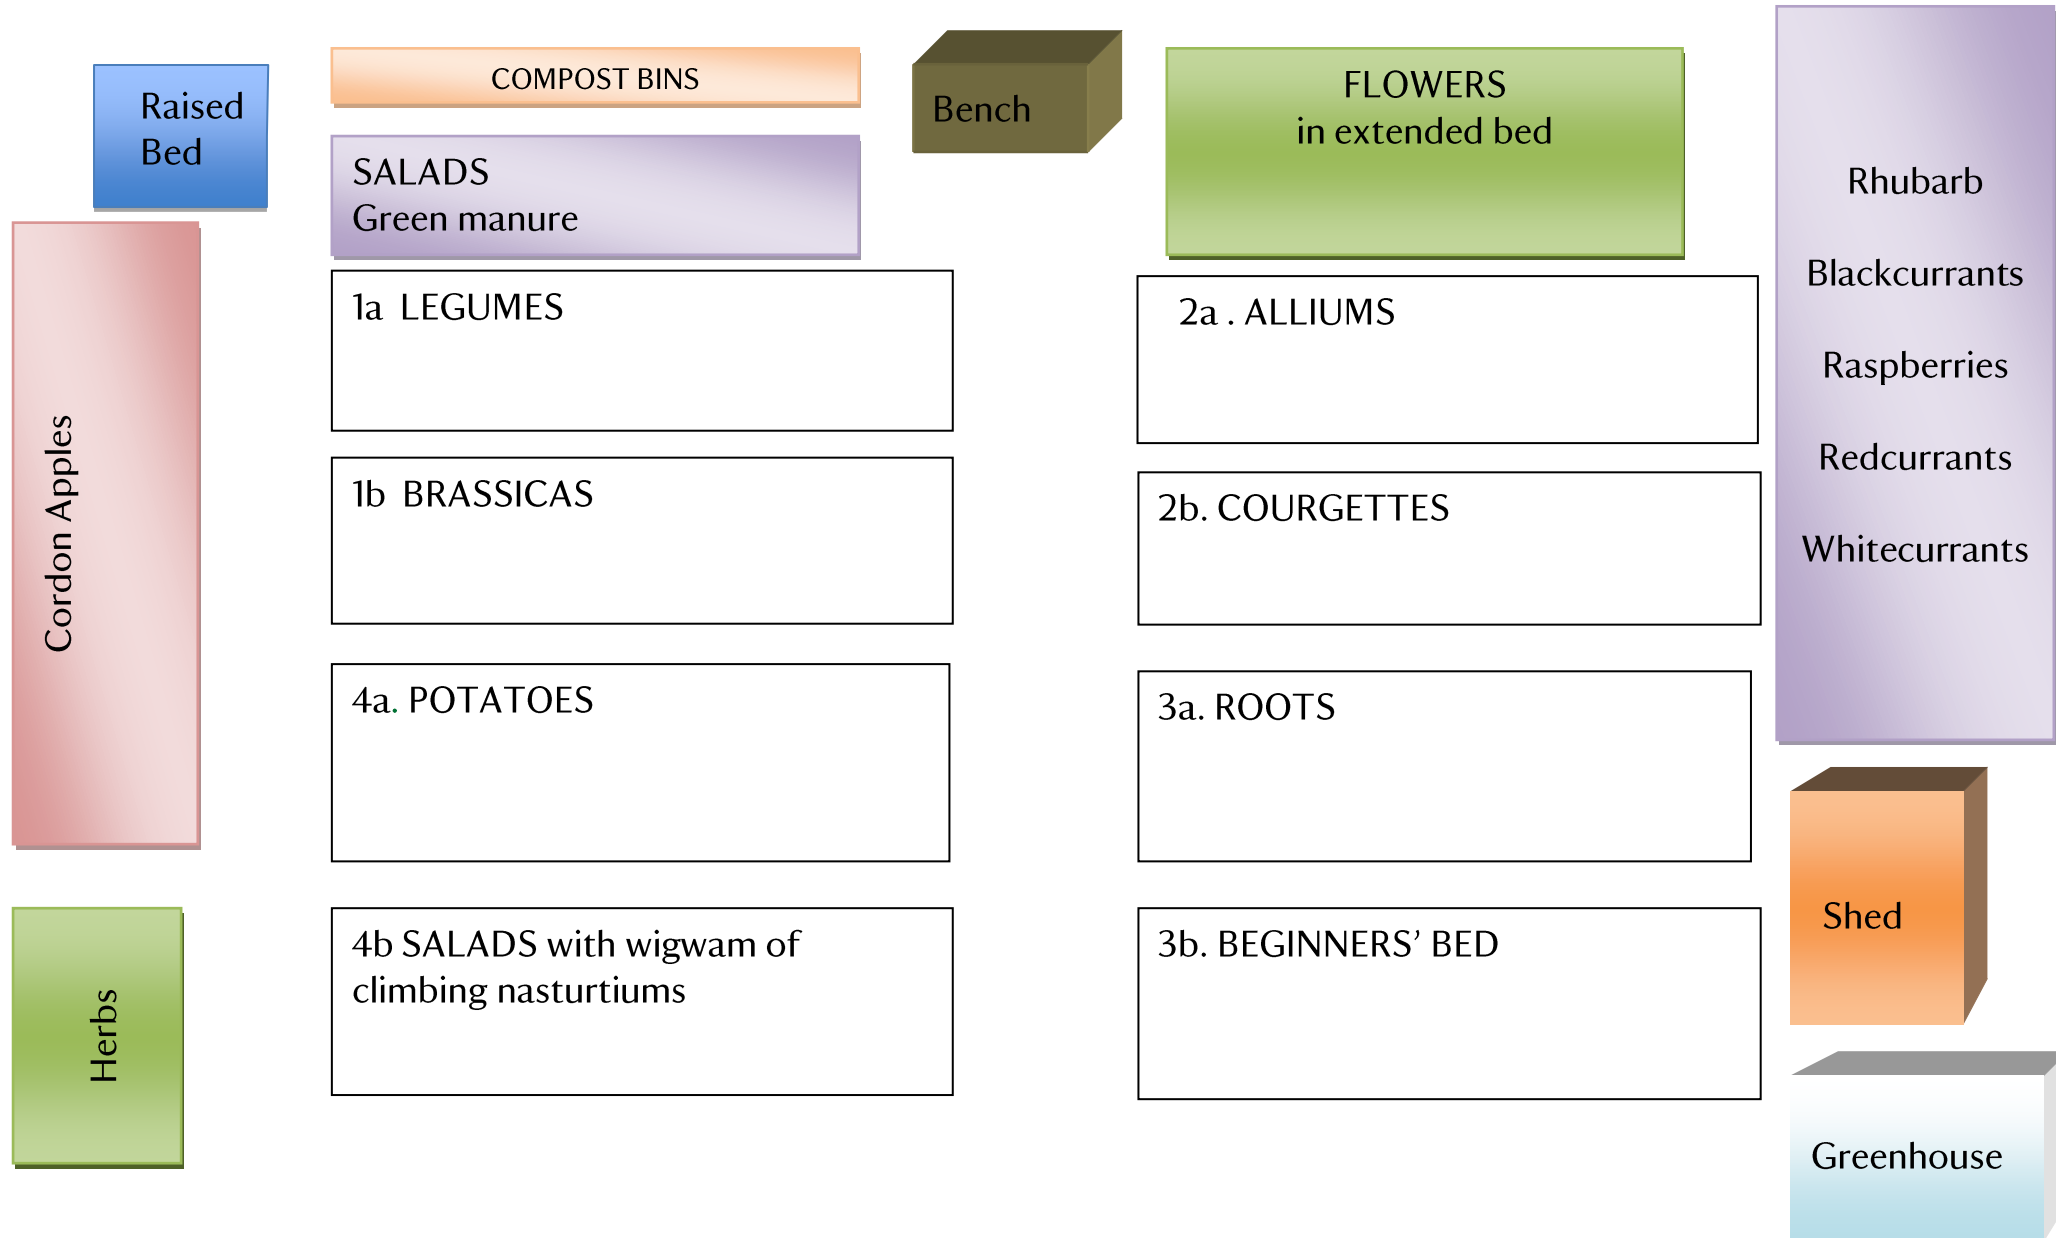 Raised
Bed
COMPOST BINS
SALADS
Green manure
Bench
FLOWERS
in extended bed
Rhubarb
Blackcurrants
Raspberries
Redcurrants
Whitecurrants
Cordon Apples
1a  LEGUMES
2a . ALLIUMS
1b  BRASSICAS
2b. COURGETTES
4a. POTATOES
3a. ROOTS
Shed
Herbs
4b SALADS with wigwam of
climbing nasturtiums
3b. BEGINNERS’ BED
Greenhouse